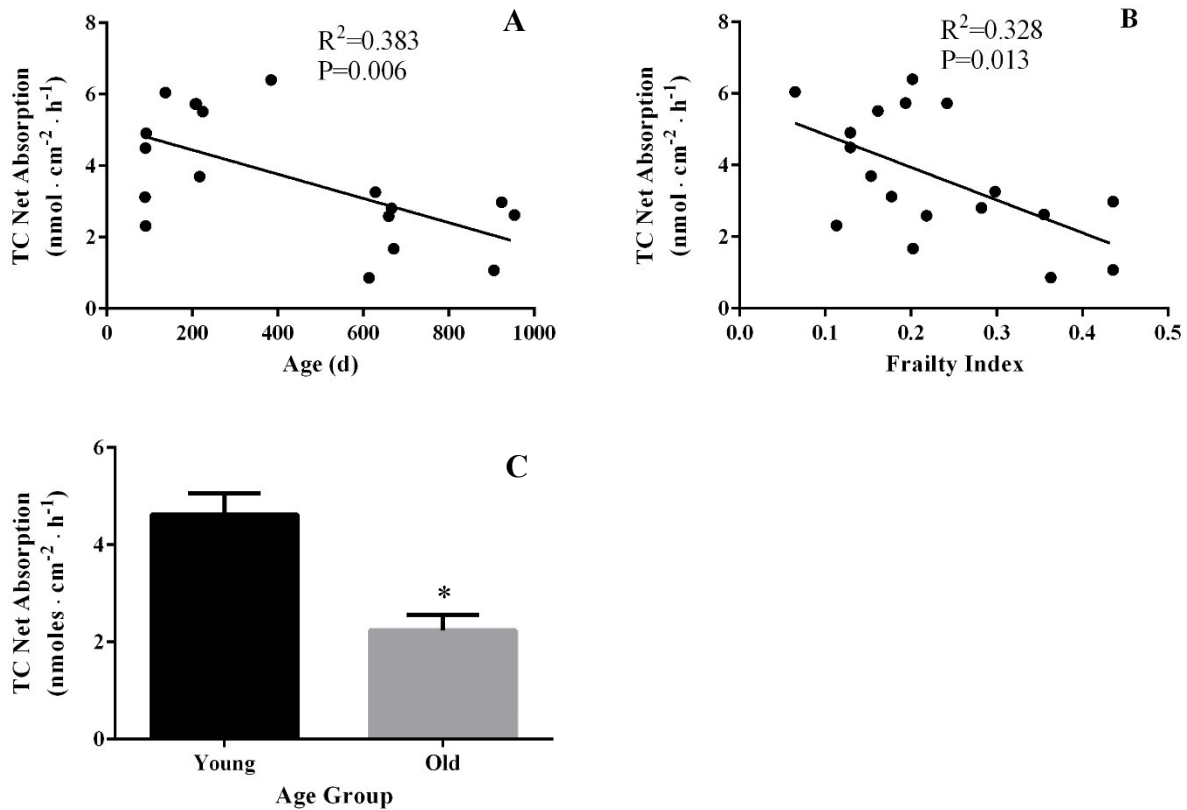 A
R²=0.383
P=0.006
TC Net Absorption
(nmol · cm⁻² · h⁻¹)
8
6
4
2
0
0 200 400 600 800 1000
Age (d)
B
R²=0.328
P=0.013
TC Net Absorption
(nmol · cm⁻² · h⁻¹)
8
6
4
2
0
0.0 0.1 0.2 0.3 0.4 0.5
Frailty Index
C
TC Net Absorption
(nmoles · cm⁻² · h⁻¹)
6
4
2
0
*
Young Old
Age Group